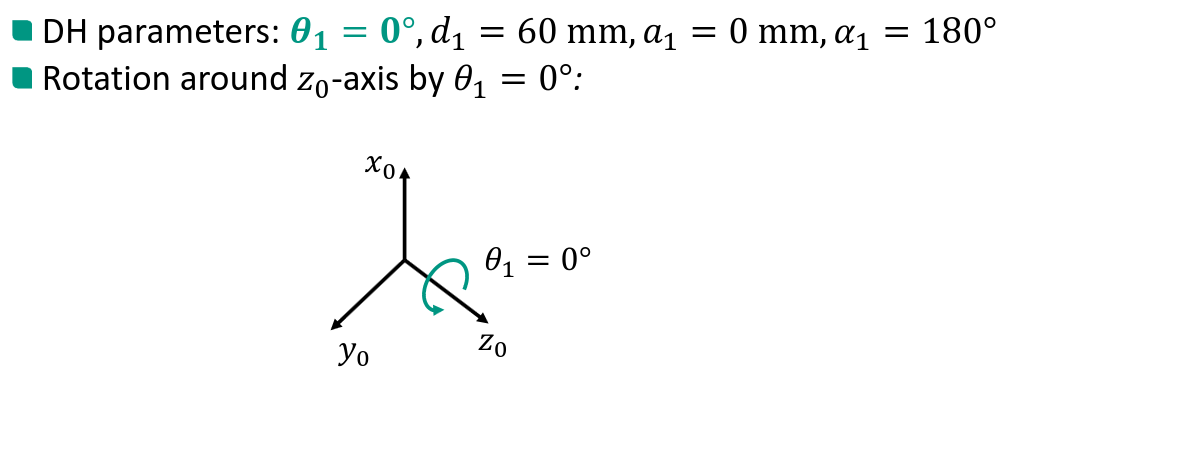 DH parameters: θ₁ = 0°, d₁ = 60 mm, a₁ = 0 mm, α₁ = 180°
Rotation around z₀-axis by θ₁ = 0°:
x₀
θ₁ = 0°
y₀
z₀